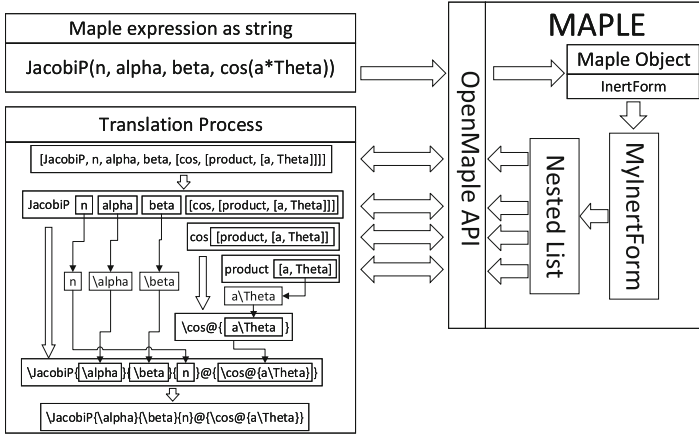 Maple expression as string
JacobiP(n, alpha, beta, cos(a*Theta))
Translation Process
[JacobiP, n, alpha, beta, [cos, [product, [a, Theta]]]]
JacobiP n alpha beta [cos, [product, [a, Theta]]]
cos [product, [a, Theta]]
product [a, Theta]
n \alpha \beta
a\Theta
\cos@{ a\Theta }
\JacobiP{\alpha}{\beta}{n}@{\cos@{a\Theta}}
\JacobiP{\alpha}{\beta}{n}@{\cos@{a\Theta}}
OpenMaple API
MAPLE
Maple Object
InertForm
MyInertForm
Nested List